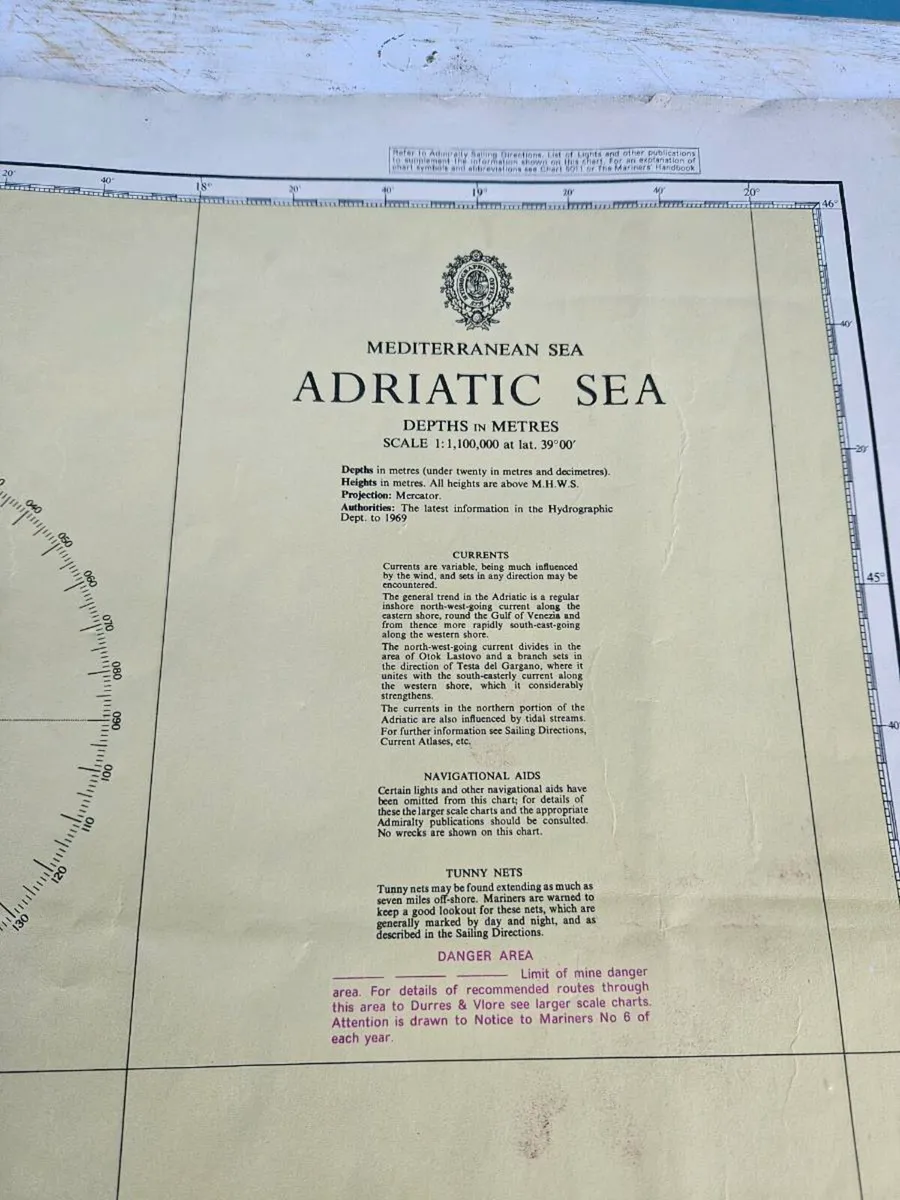 Refer to Admiralty Sailing Directions, List of Lights and other publications
to supplement the information shown on this chart. For an explanation of
chart symbols and abbreviations see Chart 5011 or The Mariners' Handbook
20' 40' 18° 20' 40' 19° 20' 40' 20° 46°
HYDROGRAPHIC OFFICE
40'
MEDITERRANEAN SEA
ADRIATIC SEA
DEPTHS IN METRES
SCALE 1:1,100,000 at lat. 39°00'
20'
Depths in metres (under twenty in metres and decimetres).
Heights in metres. All heights are above M.H.W.S.
Projection: Mercator.
Authorities: The latest information in the Hydrographic
Dept. to 1969
CURRENTS
Currents are variable, being much influenced
by the wind, and sets in any direction may be
encountered.
45°
The general trend in the Adriatic is a regular
inshore north-west-going current along the
eastern shore, round the Gulf of Venezia and
from thence more rapidly south-east-going
along the western shore.
The north-west-going current divides in the
area of Otok Lastovo and a branch sets in
the direction of Testa del Gargano, where it
unites with the south-easterly current along
the western shore, which it considerably
strengthens.
The currents in the northern portion of the
Adriatic are also influenced by tidal streams.
40'
For further information see Sailing Directions,
Current Atlases, etc.
NAVIGATIONAL AIDS
Certain lights and other navigational aids have
been omitted from this chart; for details of
these the larger scale charts and the appropriate
Admiralty publications should be consulted.
No wrecks are shown on this chart.
TUNNY NETS
Tunny nets may be found extending as much as
seven miles off-shore. Mariners are warned to
keep a good lookout for these nets, which are
generally marked by day and night, and as
described in the Sailing Directions.
DANGER AREA
Limit of mine danger
area. For details of recommended routes through
this area to Durres & Vlore see larger scale charts.
Attention is drawn to Notice to Mariners No 6 of
each year.
040
050
060
070
080
090
100
110
120
130